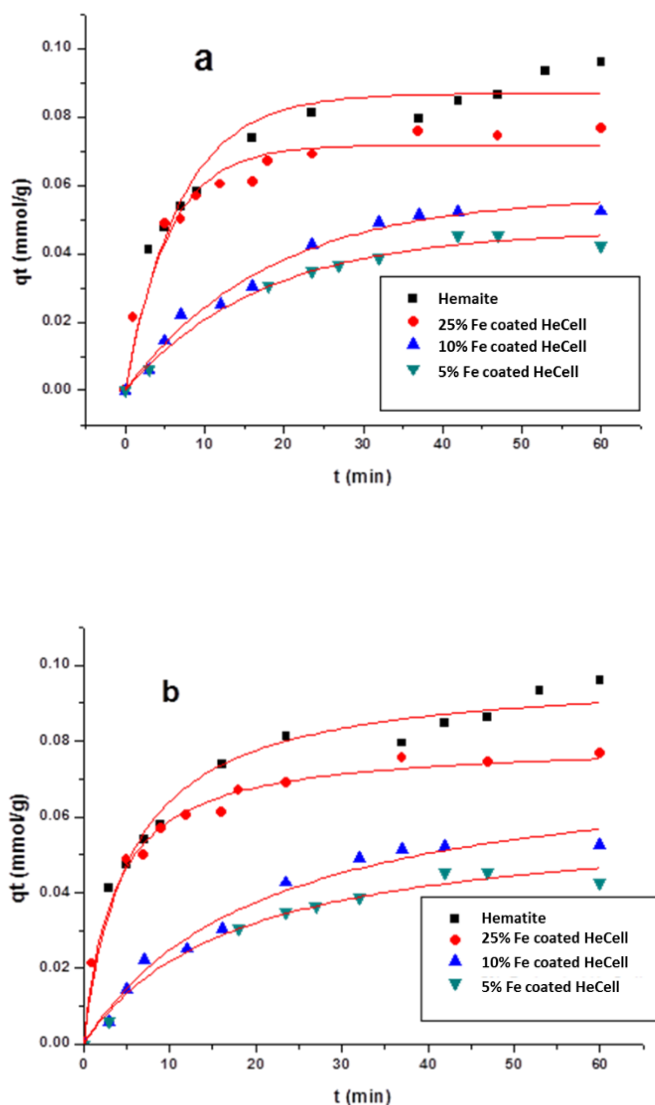 a
0.10
0.08
0.06
0.04
0.02
0.00
qt (mmol/g)
Hemaite
25% Fe coated HeCell
10% Fe coated HeCell
5% Fe coated HeCell
0 10 20 30 40 50 60
t (min)
b
0.10
0.08
0.06
0.04
0.02
0.00
qt (mmol/g)
Hematite
25% Fe coated HeCell
10% Fe coated HeCell
5% Fe coated HeCell
0 10 20 30 40 50 60
t (min)